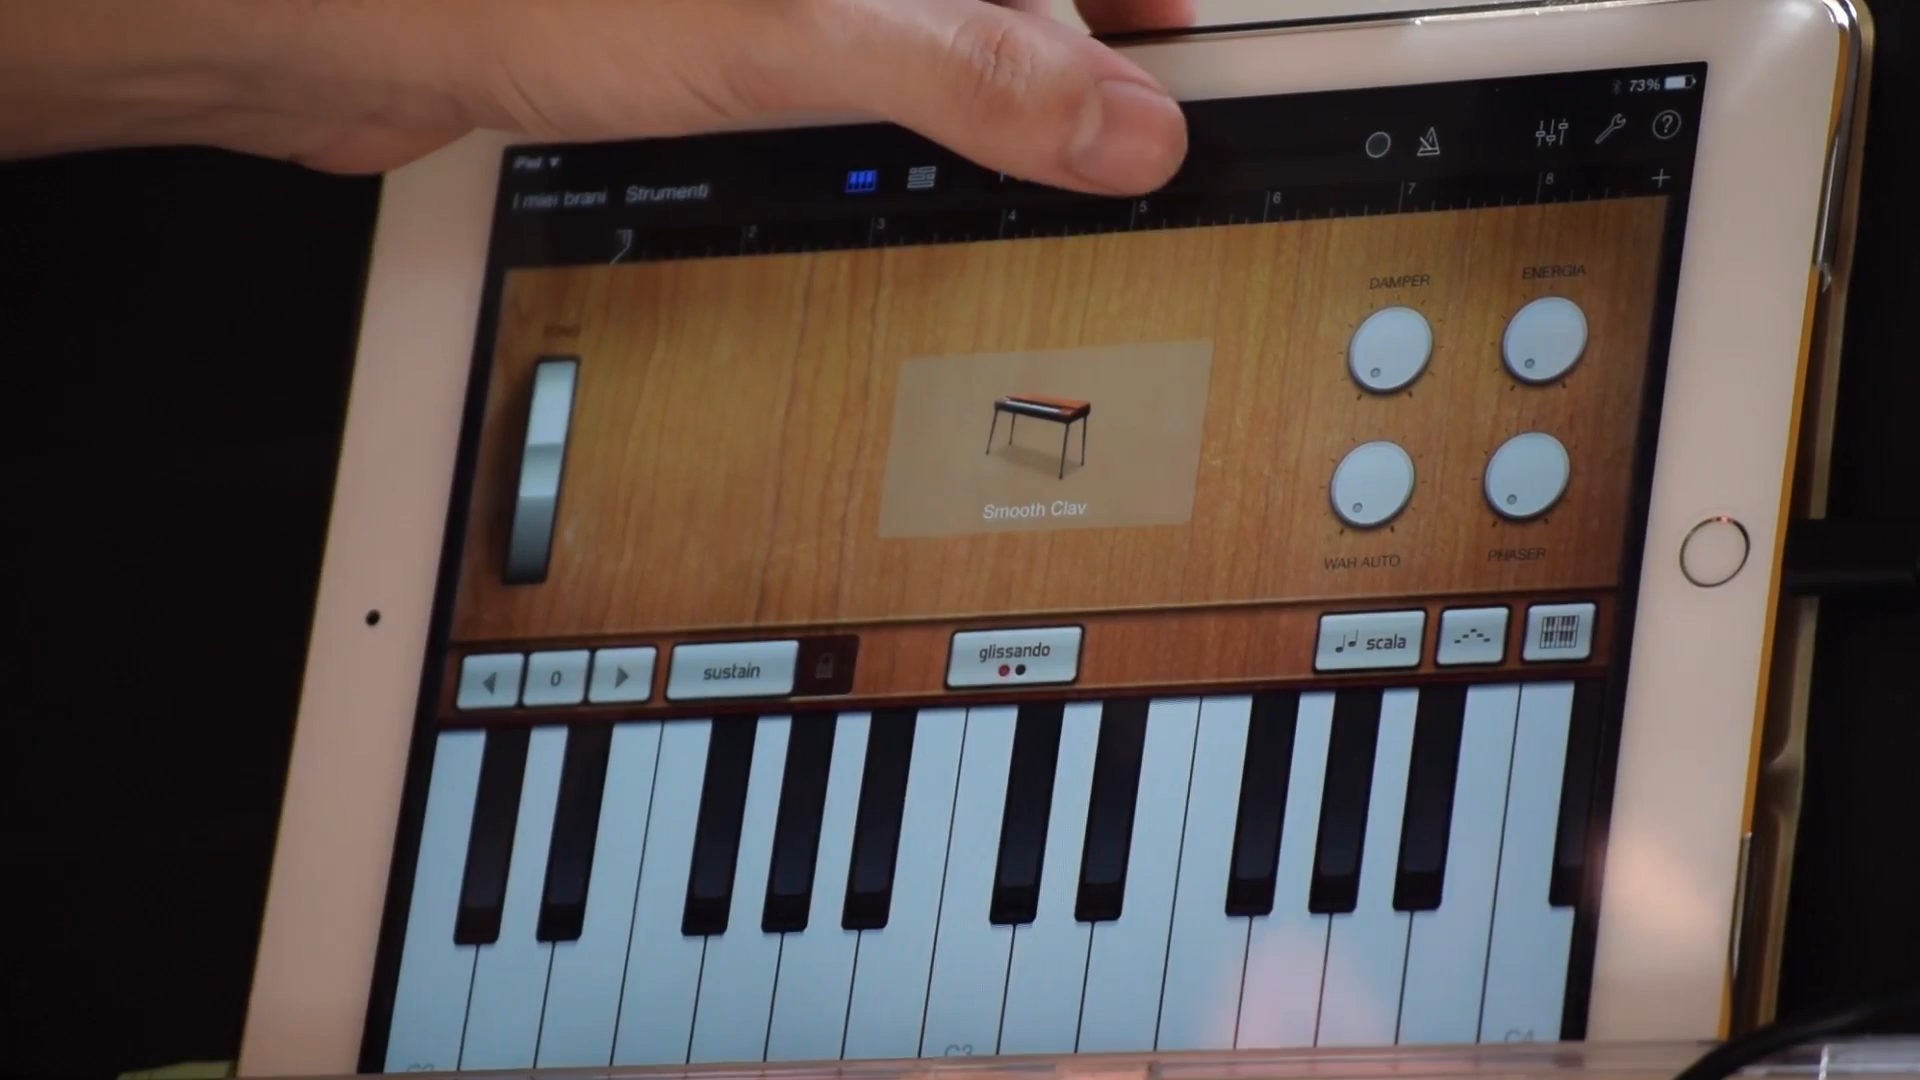 73%
iPad
I miei brani Strumenti
2 3 4 5 6 7 8
DAMPER ENERGIA
Smooth Clav
WAH AUTO PHASER
0 sustain glissando scala
C3 C4